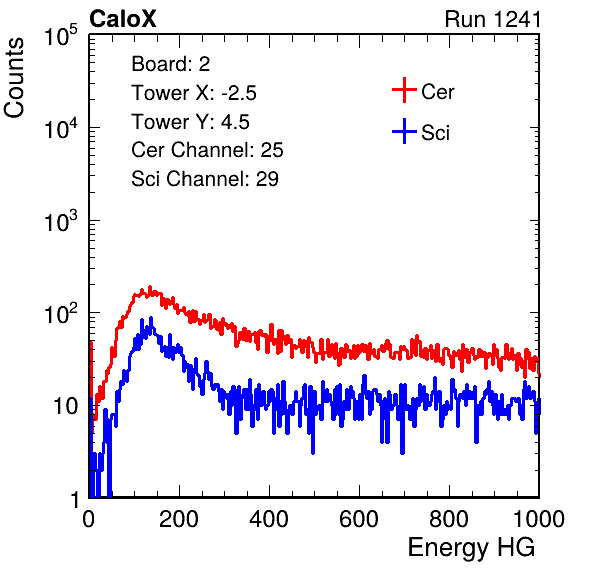 CaloX Run 1241
Counts
Board: 2
Tower X: -2.5
Tower Y: 4.5
Cer Channel: 25
Sci Channel: 29
Cer
Sci
10^5
10^4
10^3
10^2
10
1
0 200 400 600 800 1000
Energy HG